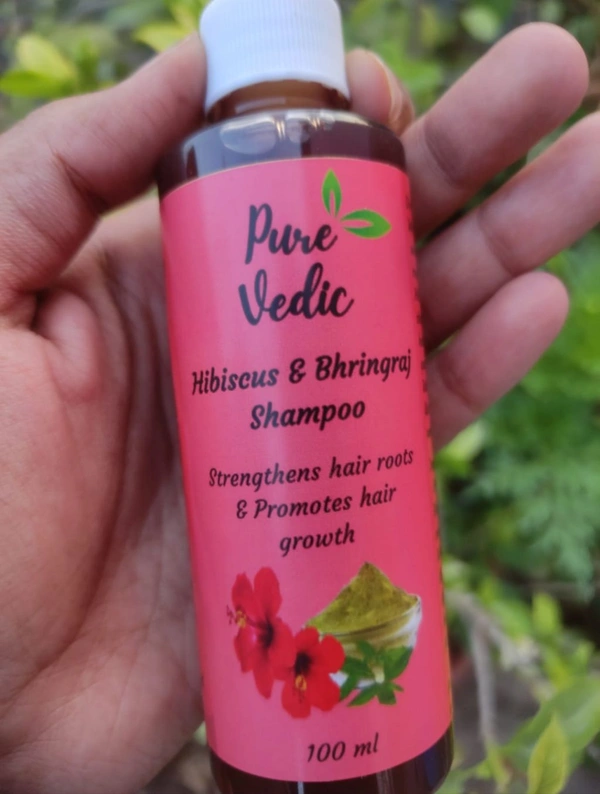 Pure
Vedic
Hibiscus & Bhringraj
Shampoo
Strengthens hair roots
& Promotes hair
growth
100 ml